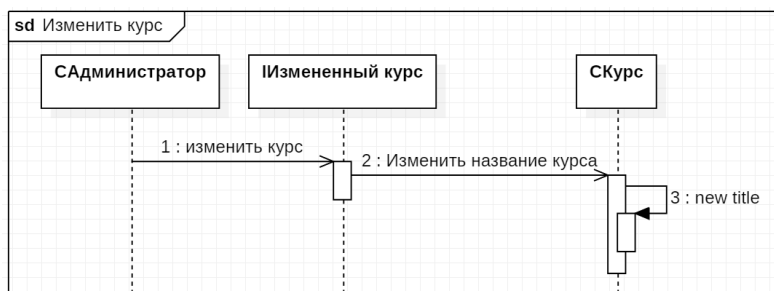 sd Изменить курс
САдминистратор
IИзмененный курс
СКурс
1 : изменить курс
2 : Изменить название курса
3 : new title